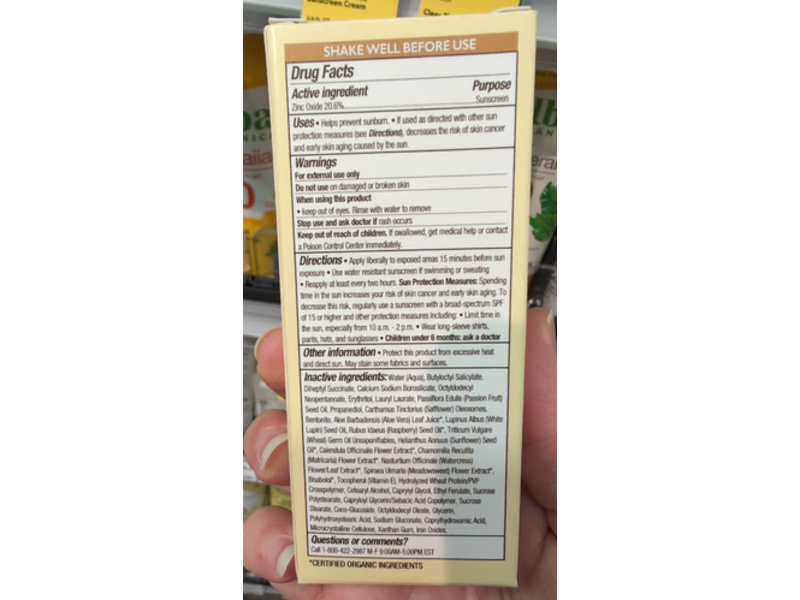 Sunscreen Cream
SHAKE WELL BEFORE USE
Drug Facts
Active ingredient Purpose
Zinc Oxide 20.6% Sunscreen
Uses • Helps prevent sunburn. • If used as directed with other sun
protection measures (see Directions), decreases the risk of skin cancer
and early skin aging caused by the sun.
Warnings
For external use only
Do not use on damaged or broken skin
When using this product
• keep out of eyes. Rinse with water to remove
Stop use and ask doctor if rash occurs
Keep out of reach of children. If swallowed, get medical help or contact
a Poison Control Center immediately.
Directions • Apply liberally to exposed areas 15 minutes before sun
exposure • Use water resistant sunscreen if swimming or sweating
• Reapply at least every two hours. Sun Protection Measures: Spending
time in the sun increases your risk of skin cancer and early skin aging. To
decrease this risk, regularly use a sunscreen with a broad-spectrum SPF
of 15 or higher and other protection measures including: • Limit time in
the sun, especially from 10 a.m. - 2 p.m. • Wear long-sleeve shirts,
pants, hats, and sunglasses • Children under 6 months: ask a doctor
Other information • Protect this product from excessive heat
and direct sun. May stain some fabrics and surfaces.
Inactive ingredients: Water (Aqua), Butyloctyl Salicylate,
Diheptyl Succinate, Calcium Sodium Borosilicate, Octyldodecyl
Neopentanoate, Erythritol, Lauryl Laurate, Passiflora Edulis (Passion Fruit)
Seed Oil, Propanediol, Carthamus Tinctorius (Safflower) Oleosomes,
Bentonite, Aloe Barbadensis (Aloe Vera) Leaf Juice*, Lupinus Albus (White
Lupin) Seed Oil, Rubus Idaeus (Raspberry) Seed Oil*, Triticum Vulgare
(Wheat) Germ Oil Unsaponifiables, Helianthus Annuus (Sunflower) Seed
Oil*, Calendula Officinalis Flower Extract*, Chamomilla Recutita
(Matricaria) Flower Extract*, Nasturtium Officinale (Watercress)
Flower/Leaf Extract*, Spiraea Ulmaria (Meadowsweet) Flower Extract*,
Bisabolol*, Tocopherol (Vitamin E), Hydrolyzed Wheat Protein/PVP
Crosspolymer, Cetearyl Alcohol, Caprylyl Glycol, Ethyl Ferulate, Sucrose
Polystearate, Capryloyl Glycerin/Sebacic Acid Copolymer, Sucrose
Stearate, Coco-Glucoside, Octyldodecyl Oleate, Glycerin,
Polyhydroxystearic Acid, Sodium Gluconate, Caprylhydroxamic Acid,
Microcrystalline Cellulose, Xanthan Gum, Iron Oxides.
Questions or comments?
Call 1-800-422-2987 M-F 9:00AM-5:00PM EST
*CERTIFIED ORGANIC INGREDIENTS